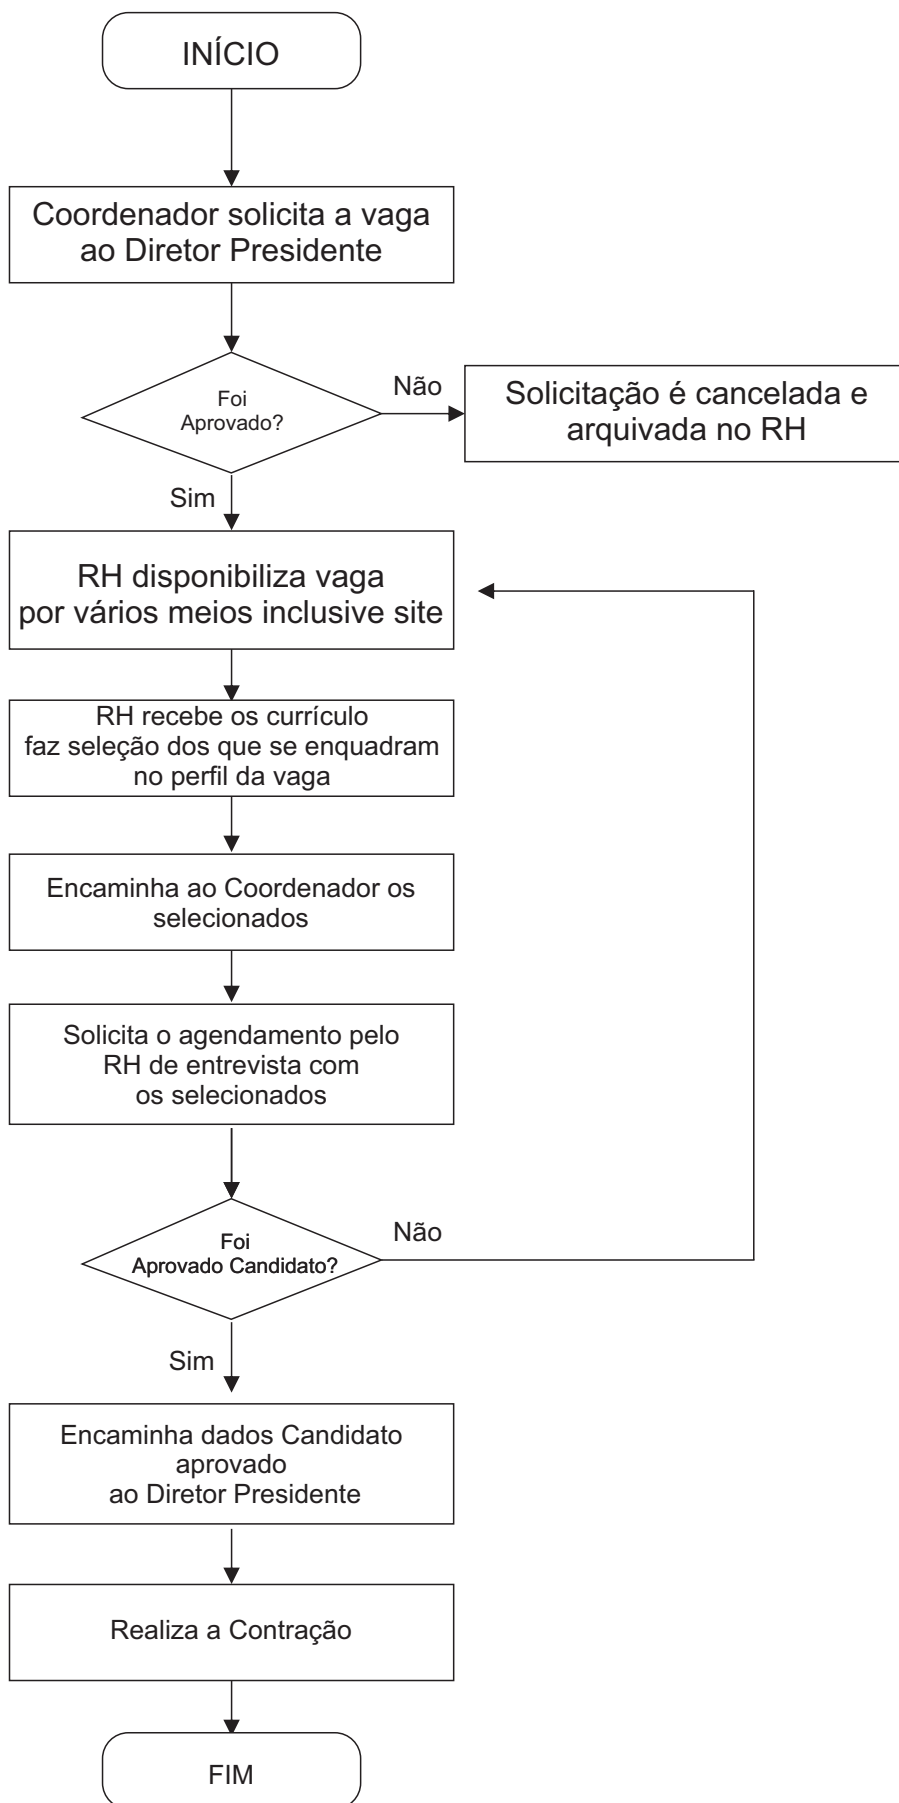 INÍCIO
Coordenador solicita a vaga
ao Diretor Presidente
Foi
Aprovado?
Não
Solicitação é cancelada e
arquivada no RH
Sim
RH disponibiliza vaga
por vários meios inclusive site
RH recebe os currículo
faz seleção dos que se enquadram
no perfil da vaga
Encaminha ao Coordenador os
selecionados
Solicita o agendamento pelo
RH de entrevista com
os selecionados
Foi
Aprovado Candidato?
Não
Sim
Encaminha dados Candidato
aprovado
ao Diretor Presidente
Realiza a Contração
FIM